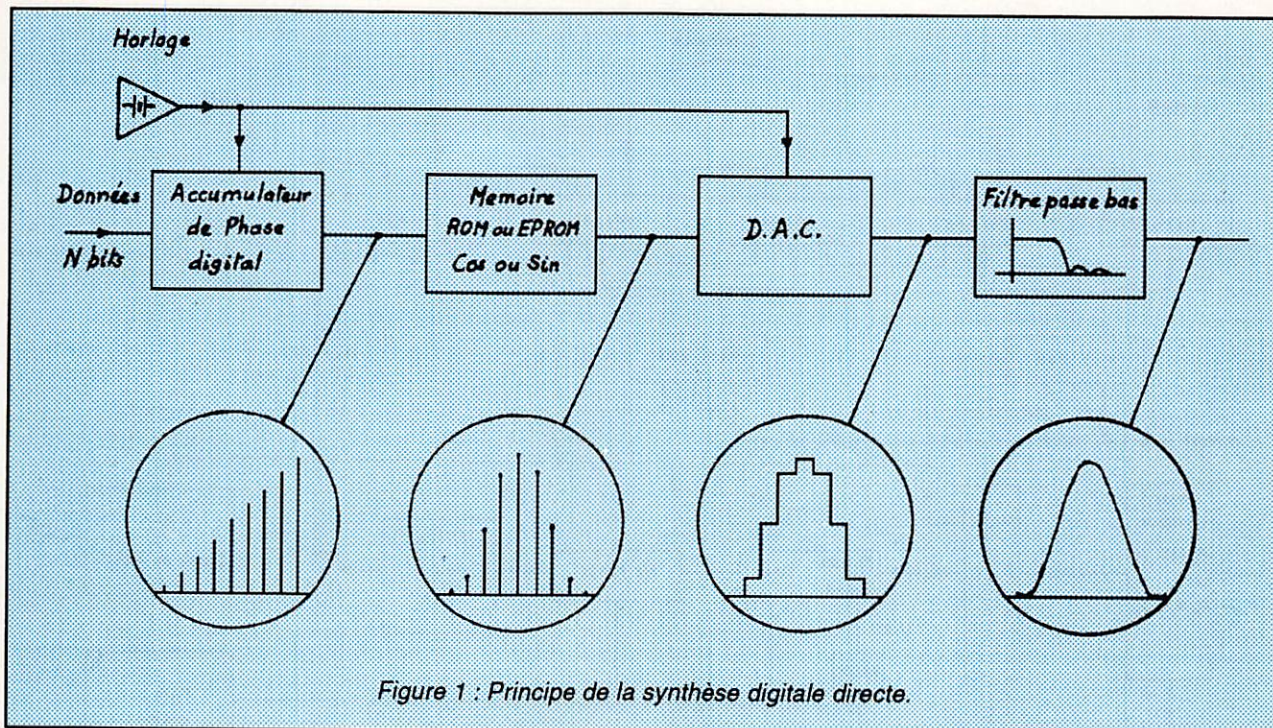 Horloge
Données
N bits
Accumulateur
de Phase
digital
Memoire
ROM ou EPROM
Cos ou Sin
D.A.C.
Filtre passe bas
Figure 1 : Principe de la synthèse digitale directe.